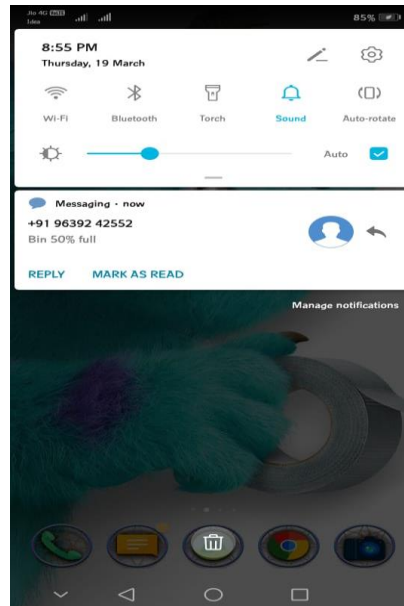 Jio 4G VoLTE
Idea
85%
8:55 PM
Thursday, 19 March
Wi-Fi
Bluetooth
Torch
Sound
Auto-rotate
Auto
Messaging · now
+91 96392 42552
Bin 50% full
REPLY MARK AS READ
Manage notifications